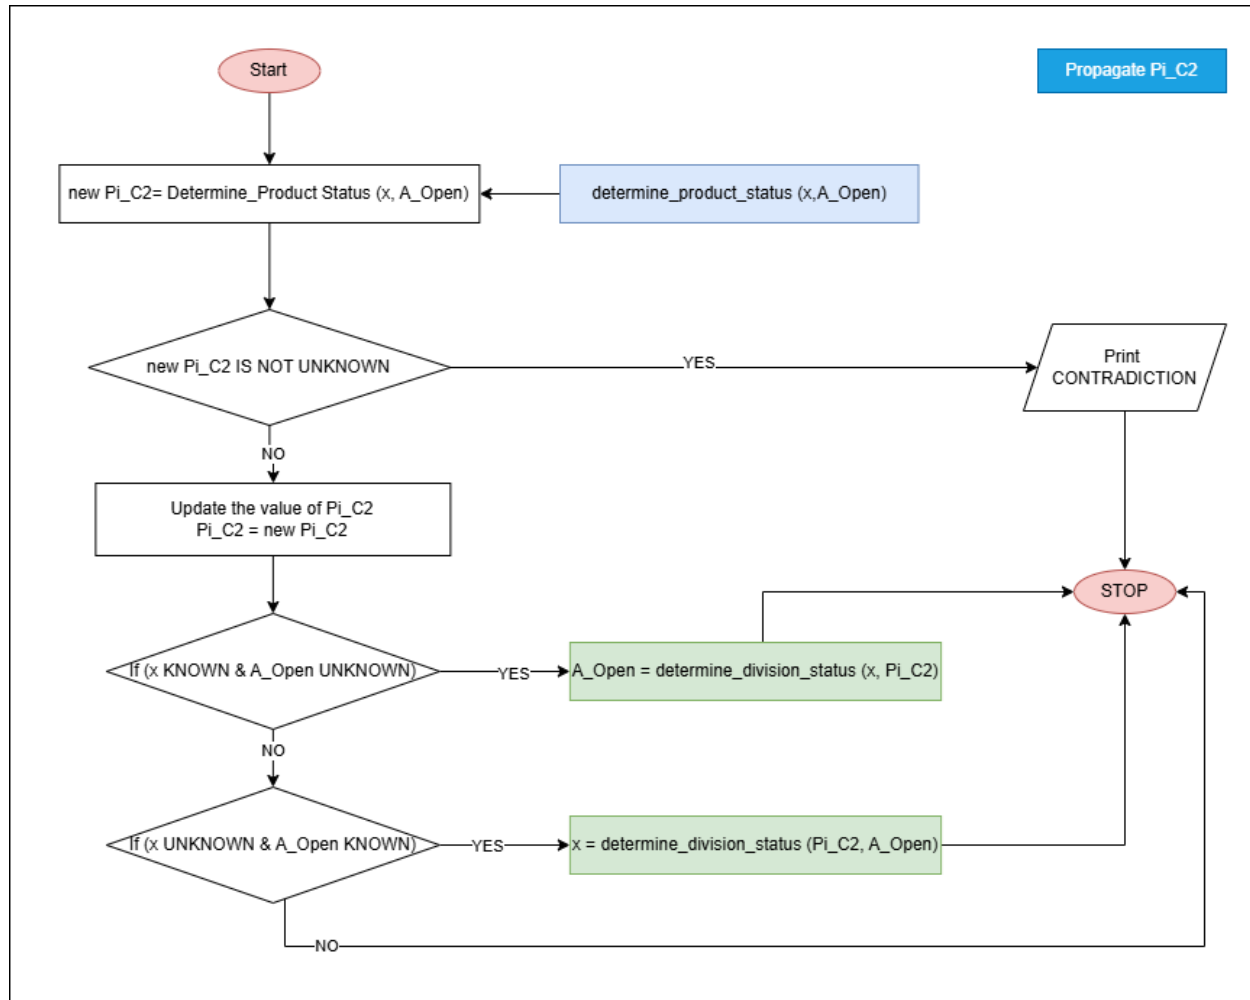 Start
Propagate Pi_C2
new Pi_C2= Determine_Product Status (x, A_Open)
determine_product_status (x,A_Open)
new Pi_C2 IS NOT UNKNOWN
YES
Print
CONTRADICTION
NO
Update the value of Pi_C2
Pi_C2 = new Pi_C2
STOP
If (x KNOWN & A_Open UNKNOWN)
YES
A_Open = determine_division_status (x, Pi_C2)
NO
If (x UNKNOWN & A_Open KNOWN)
YES
x = determine_division_status (Pi_C2, A_Open)
NO